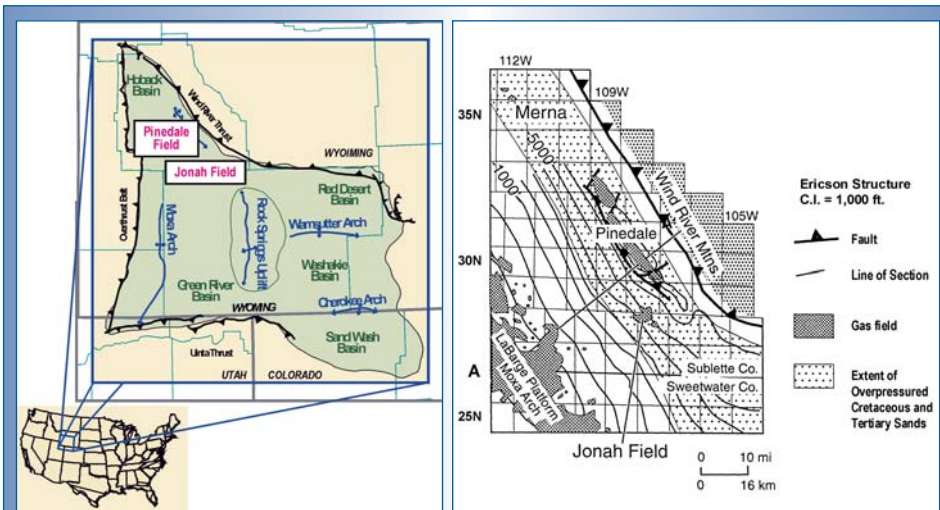 Hoback
Basin
Wind River Thrust
Pinedale
Field
WYOIMING
Jonah Field
Overthrust Belt
Moxa Arch
Rock Springs Uplift
Red Desert
Basin
Wamsutter Arch
Washakie
Basin
Green River
Basin
WYOMING
Cherokee Arch
Sand Wash
Basin
Uinta Thrust
UTAH
COLORADO
112W
109W
105W
35N
30N
25N
A
Merna
5000
-1000
Wind River Mtns
Pinedale
LaBarge Platform
Moxa Arch
Sublette Co.
Sweetwater Co.
Jonah Field
0 10 mi
0 16 km
Ericson Structure
C.I. = 1,000 ft.
Fault
Line of Section
Gas field
Extent of
Overpressured
Cretaceous and
Tertiary Sands